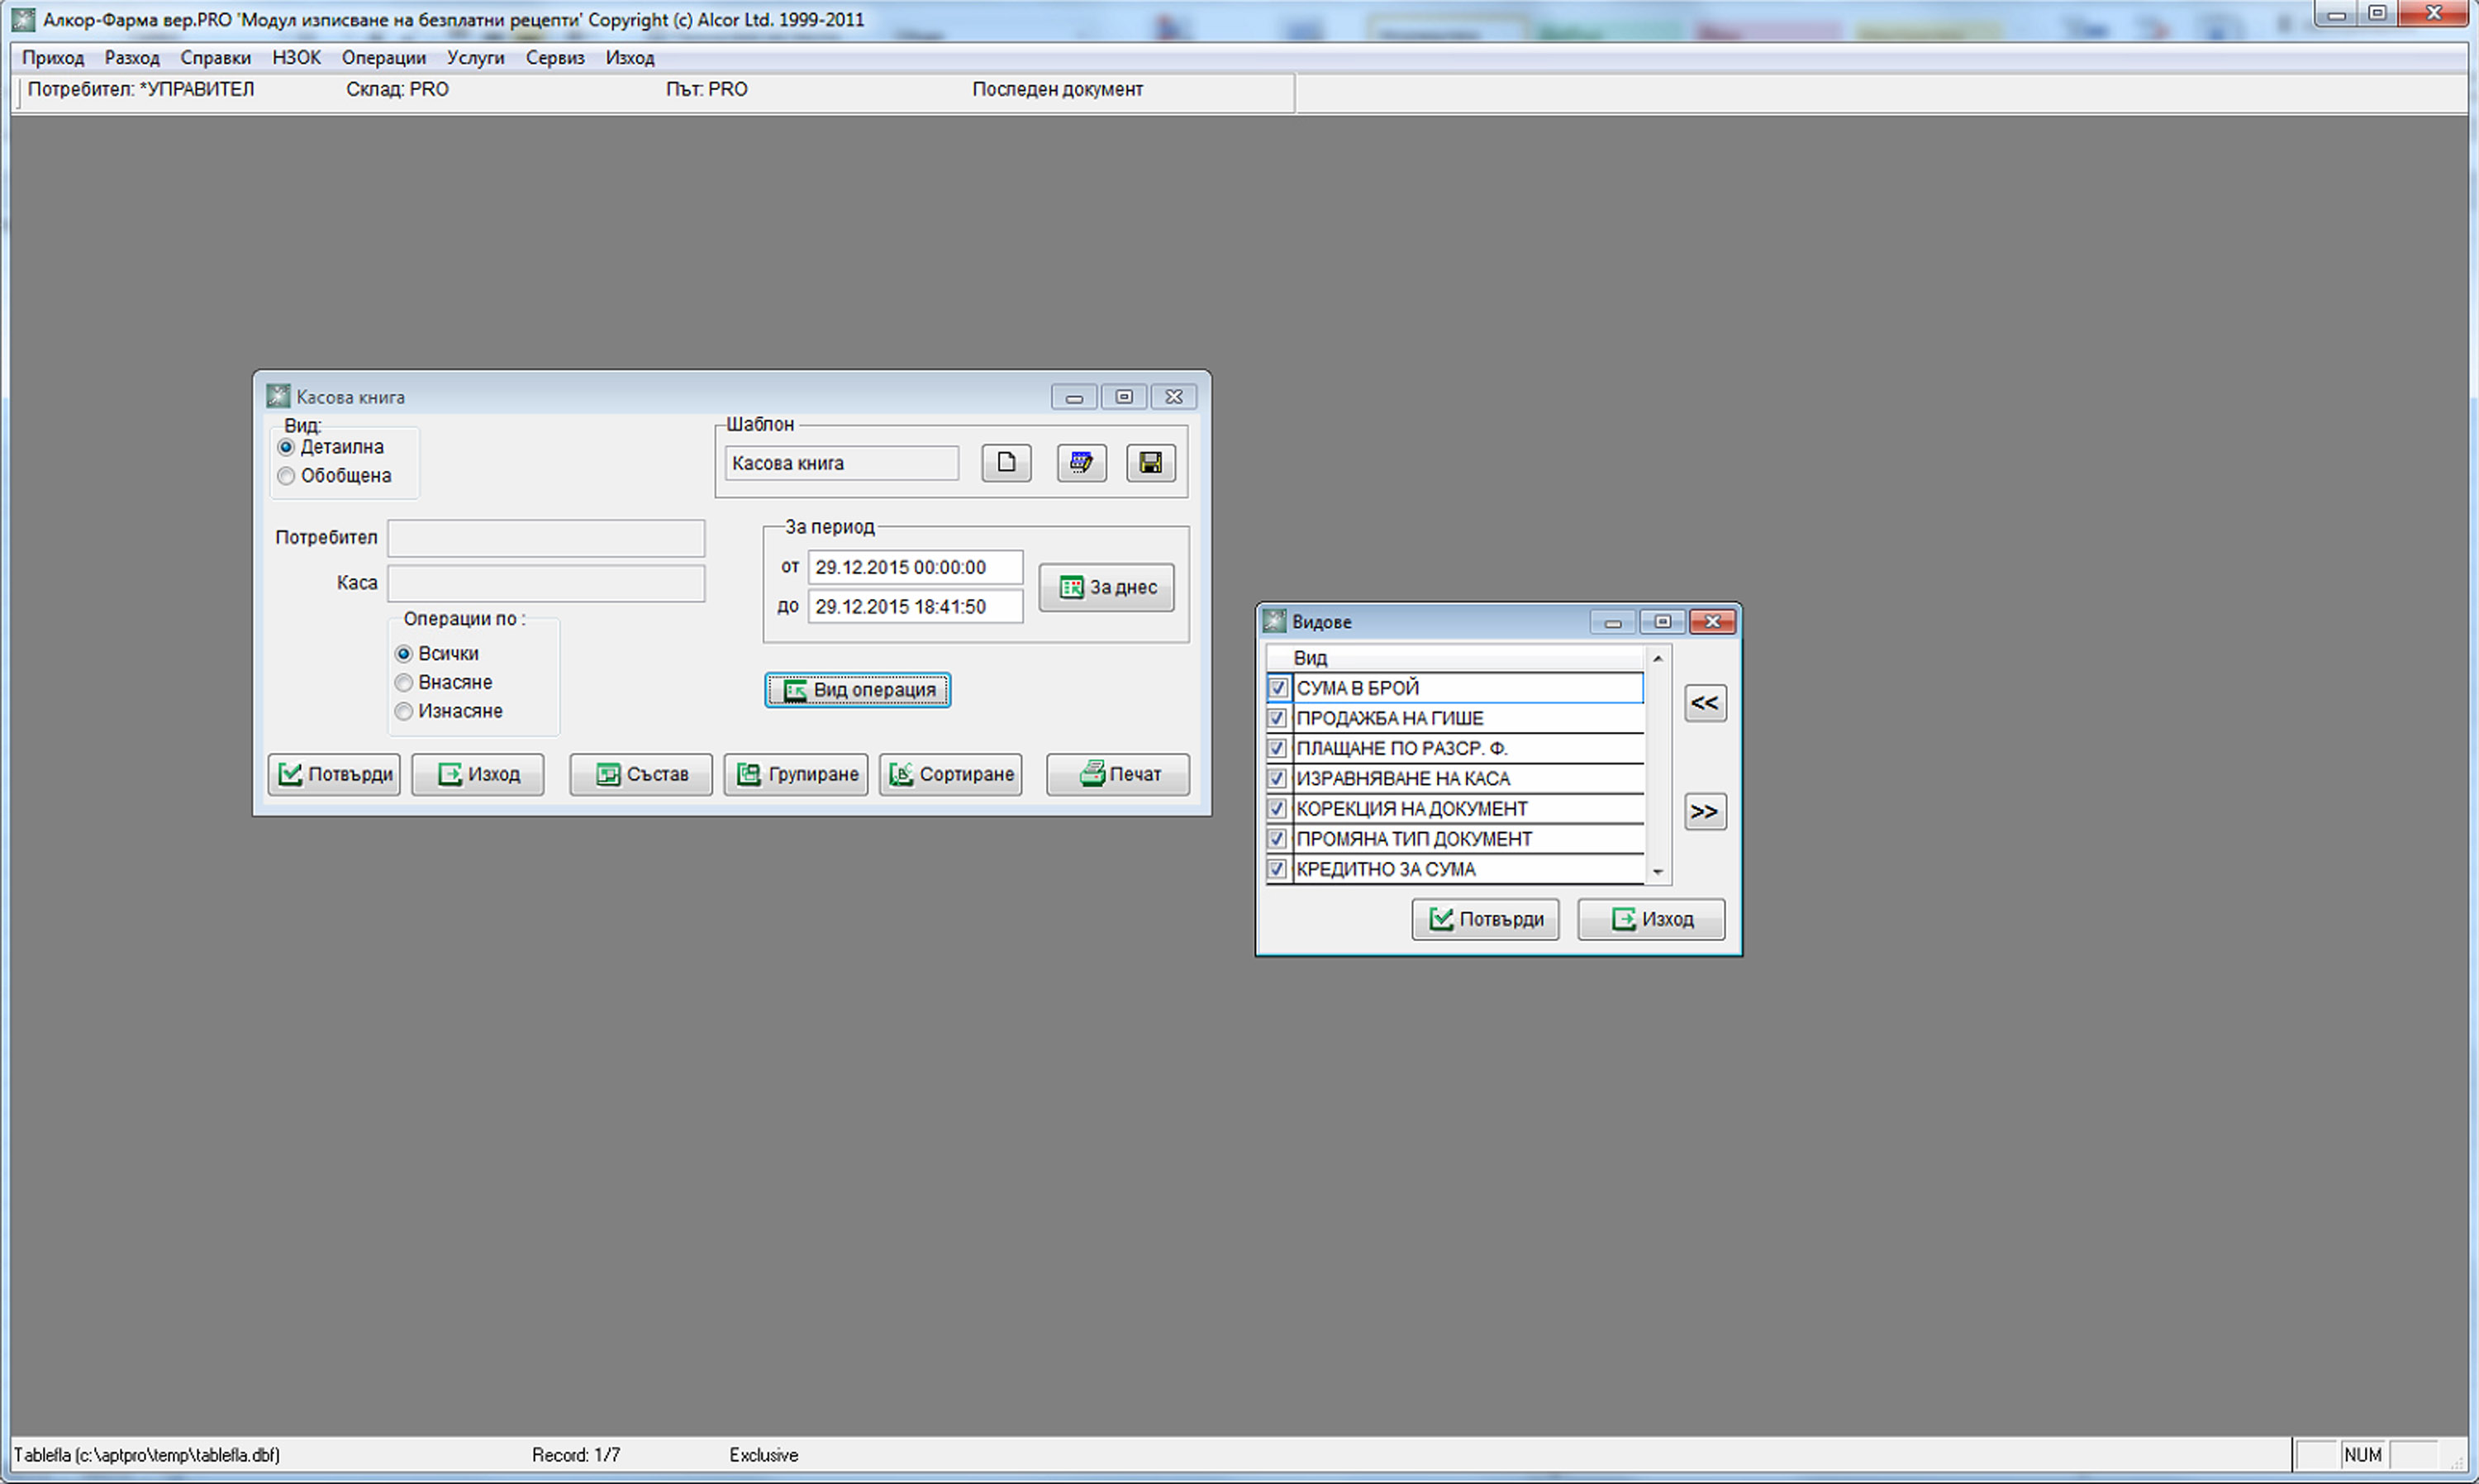 Алкор-Фарма вер.PRO 'Модул изписване на безплатни рецепти' Copyright (c) Alcor Ltd. 1999-2011
Приход Разход Справки НЗОК Операции Услуги Сервиз Изход
Потребител: *УПРАВИТЕЛ Склад: PRO Път: PRO Последен документ
Касова книга
Вид:
Детаилна
Обобщена
Шаблон
Касова книга
Потребител
Каса
За период
от 29.12.2015 00:00:00
до 29.12.2015 18:41:50
За днес
Операции по :
Всички
Внасяне
Изнасяне
Вид операция
Потвърди Изход Състав Групиране Сортиране Печат
Видове
Вид
СУМА В БРОЙ
ПРОДАЖБА НА ГИШЕ
ПЛАЩАНЕ ПО РАЗСР. Ф.
ИЗРАВНЯВАНЕ НА КАСА
КОРЕКЦИЯ НА ДОКУМЕНТ
ПРОМЯНА ТИП ДОКУМЕНТ
КРЕДИТНО ЗА СУМА
<<
>>
Потвърди Изход
Tablefla (c:\aptpro\temp\tablefla.dbf) Record: 1/7 Exclusive NUM